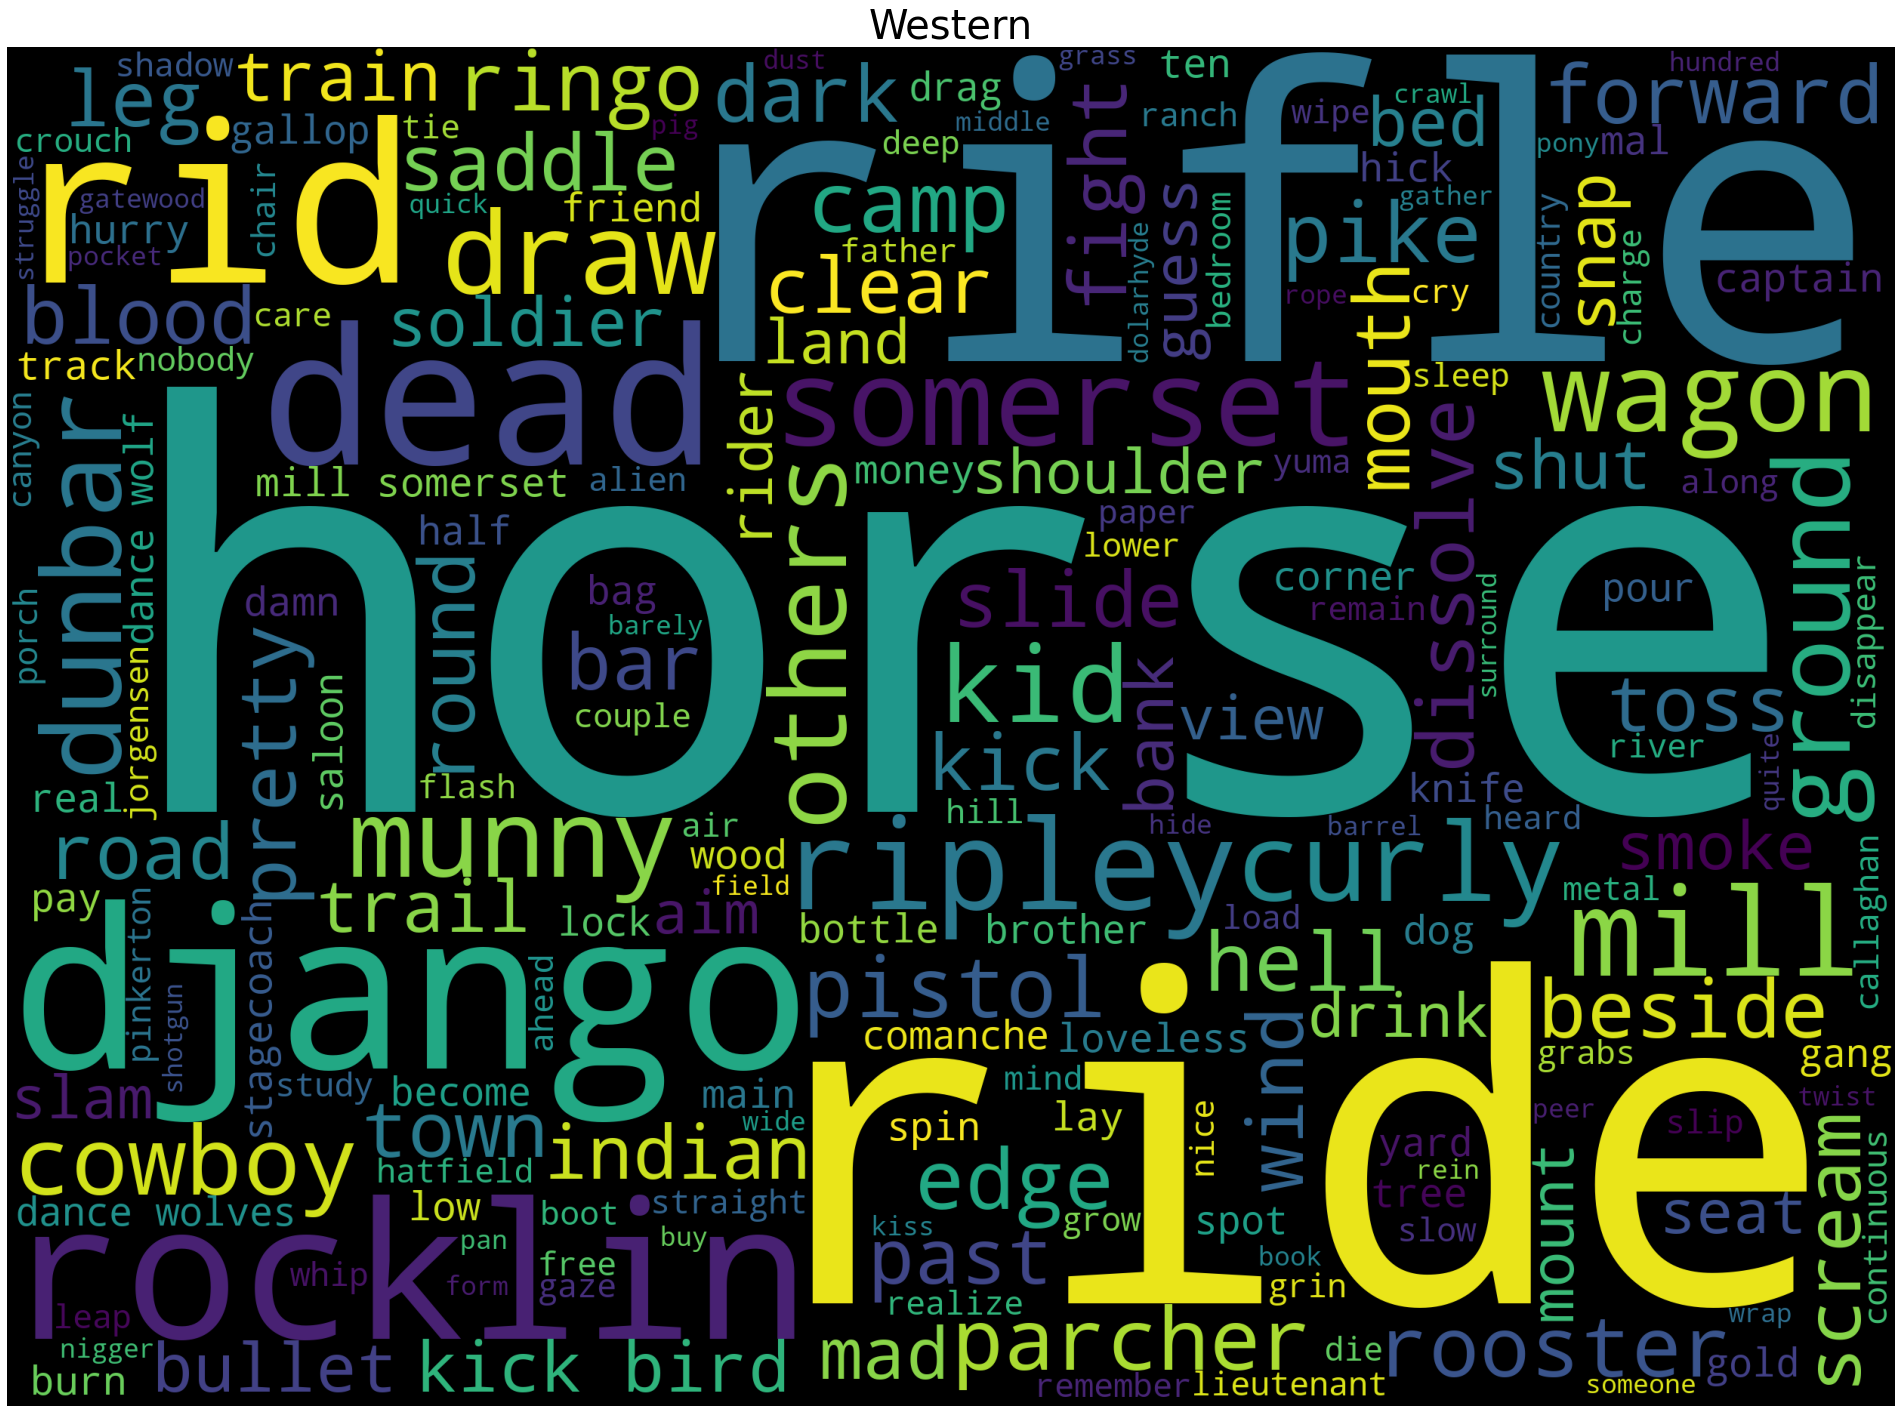 Western
shadow
train
ringo
dust
grass
ten
hundred
leg
dark
drag
crawl
forward
crouch
gallop
tie
pig
middle
ranch
wipe
bed
pony
mal
rid
saddle
deep
fight
hick
rifle
struggle
gatewood
chair
quick
friend
camp
guess
bedroom
pike
gather
country
snap
hurry
pocket
draw
father
clear
dolarhyde
rope
mouth
cry
charge
captain
blood
care
soldier
land
track
nobody
dead
somerset
sleep
wagon
canyon
dunbar
dance wolf
mill
somerset
alien
rider
others
money
shoulder
yuma
dissolve
shut
along
ground
half
paper
lower
horse
porch
jorgensen
damn
round
bag
barely
bar
couple
slide
corner
remain
surround
pour
disappear
pretty
saloon
kid
bank
view
toss
river
quite
real
flash
kick
knife
road
munny
air
hill
hide
barrel
heard
smoke
wood
field
ripley
curly
callaghan
pay
pinkerton
trail
lock
aim
bottle
brother
load
dog
metal
mill
django
stagecoach
ahead
pistol
hell
drink
beside
shotgun
comanche
loveless
wind
grabs
gang
slam
study
become
main
mind
ride
peer
twist
cowboy
town
wide
indian
spin
lay
nice
yard
slip
scream
continuous
hatfield
edge
rein
tree
mount
dance wolves
low
boot
straight
kiss
grow
spot
slow
seat
rocklin
pan
buy
past
book
whip
form
free
gaze
realize
grin
leap
wrap
nigger
burn
bullet
kick bird
mad
parcher
die
rooster
gold
remember
lieutenant
someone